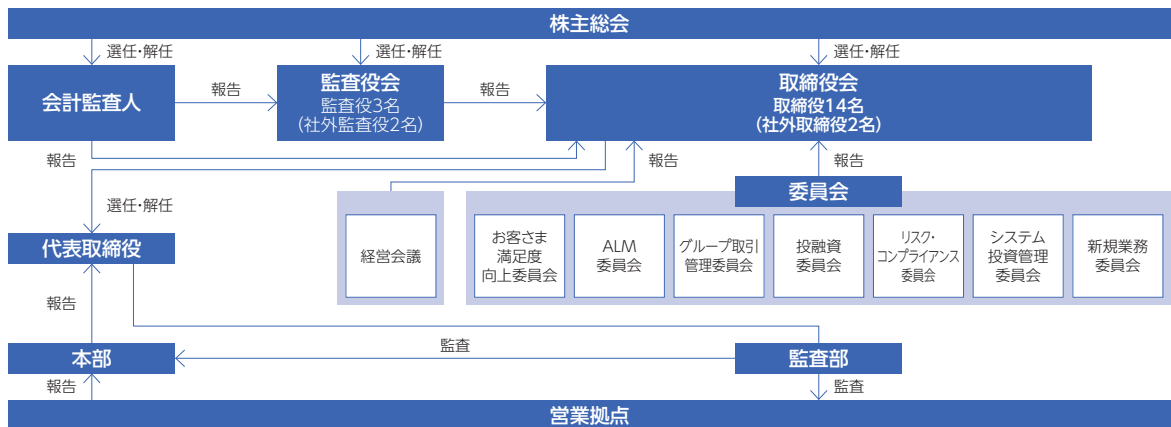 株主総会
選任・解任
選任・解任
選任・解任
会計監査人
報告
監査役会
監査役3名
(社外監査役2名)
報告
取締役会
取締役14名
(社外取締役2名)
報告
報告
報告
委員会
選任・解任
代表取締役
経営会議
お客さま
満足度
向上委員会
ALM
委員会
グループ取引
管理委員会
投融資
委員会
リスク・
コンプライアンス
委員会
システム
投資管理
委員会
新規業務
委員会
報告
本部
監査
監査部
報告
監査
営業拠点